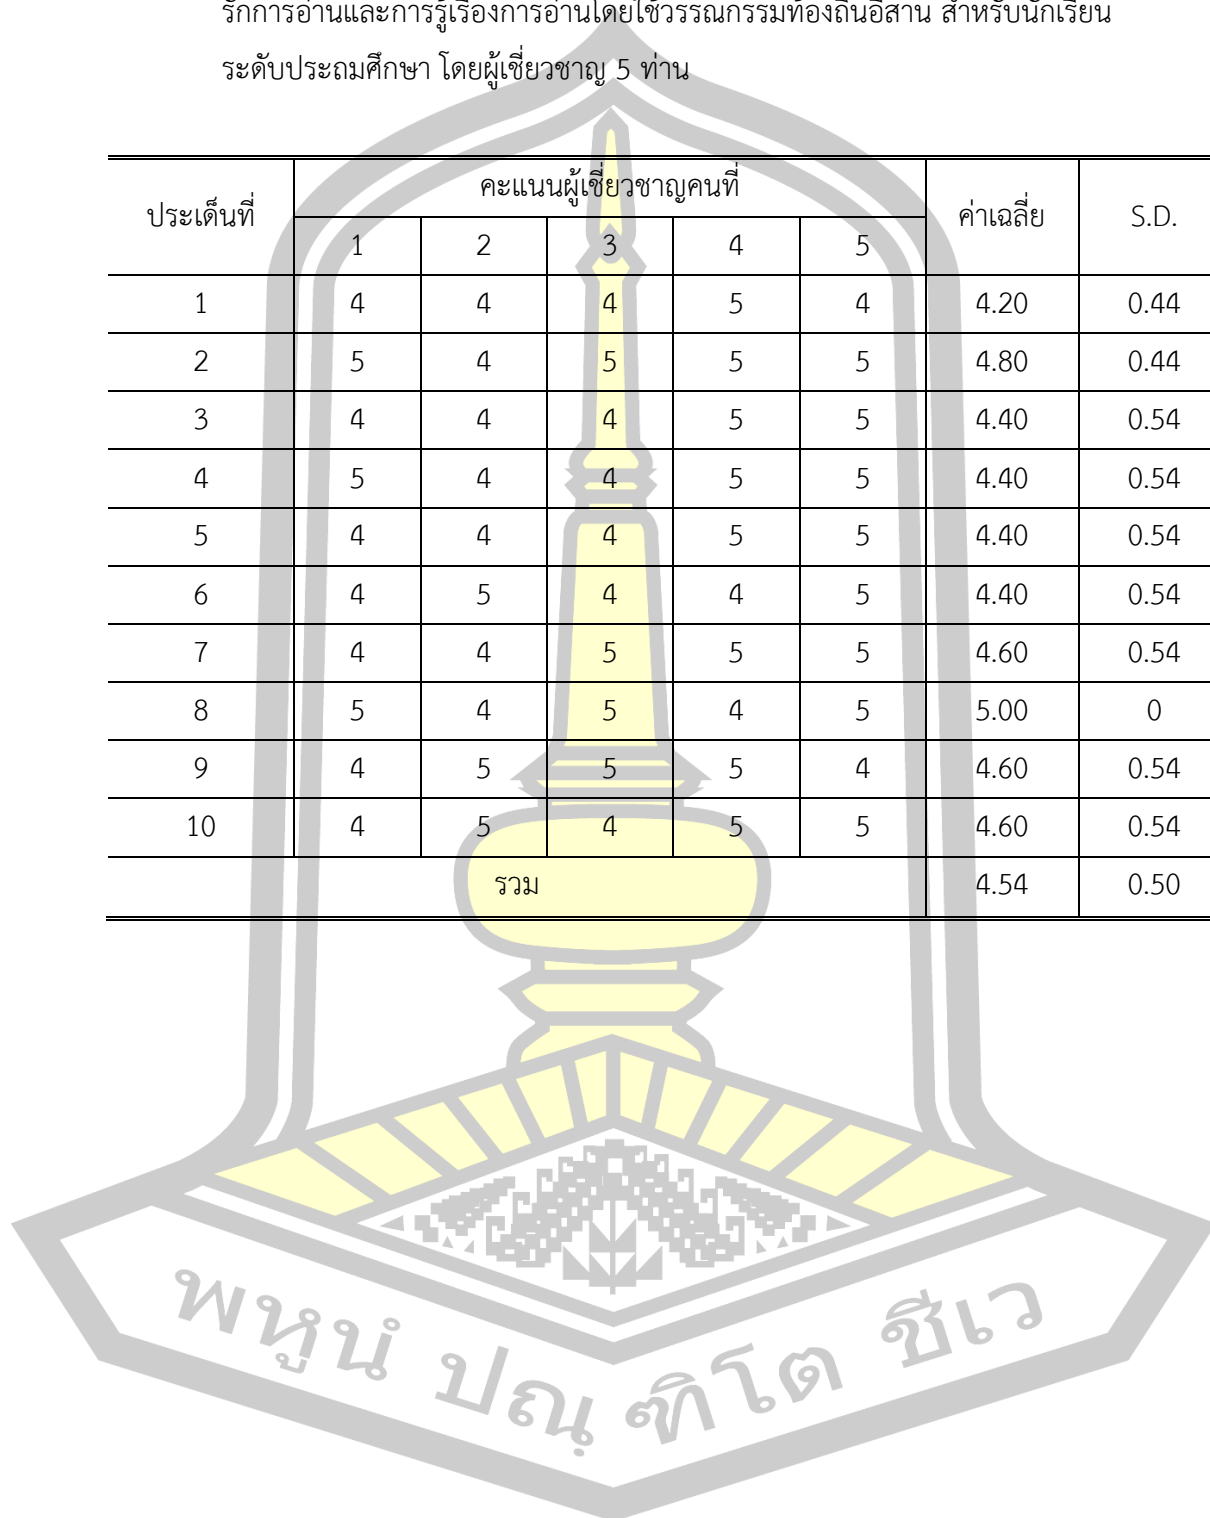 รักการอ่านและการรู้เรื่องการอ่านโดยใช้วรรณกรรมท้องถิ่นอีสาน สำหรับนักเรียน
ระดับประถมศึกษา โดยผู้เชี่ยวชาญ 5 ท่าน
ประเด็นที่ คะแนนผู้เชี่ยวชาญคนที่ ค่าเฉลี่ย S.D.
1 2 3 4 5
1 4 4 4 5 4 4.20 0.44
2 5 4 5 5 5 4.80 0.44
3 4 4 4 5 5 4.40 0.54
4 5 4 4 5 5 4.40 0.54
5 4 4 4 5 5 4.40 0.54
6 4 5 4 4 5 4.40 0.54
7 4 4 5 5 5 4.60 0.54
8 5 4 5 4 5 5.00 0
9 4 5 5 5 4 4.60 0.54
10 4 5 4 5 5 4.60 0.54
รวม 4.54 0.50
พหูนํ ปณฺฑิโต ชีเว